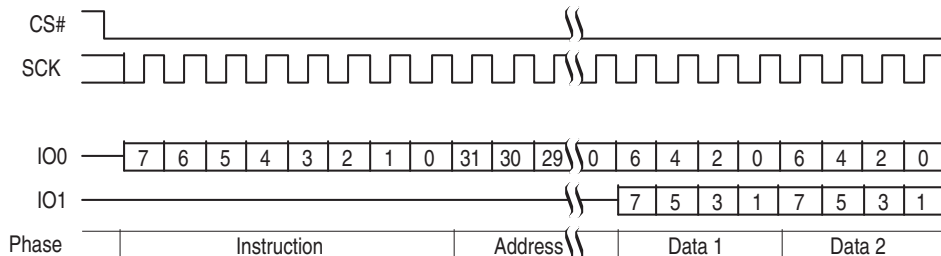 CS#
SCK
IO0 7 6 5 4 3 2 1 0 31 30 29 0 6 4 2 0 6 4 2 0
IO1 7 5 3 1 7 5 3 1
Phase Instruction Address Data 1 Data 2